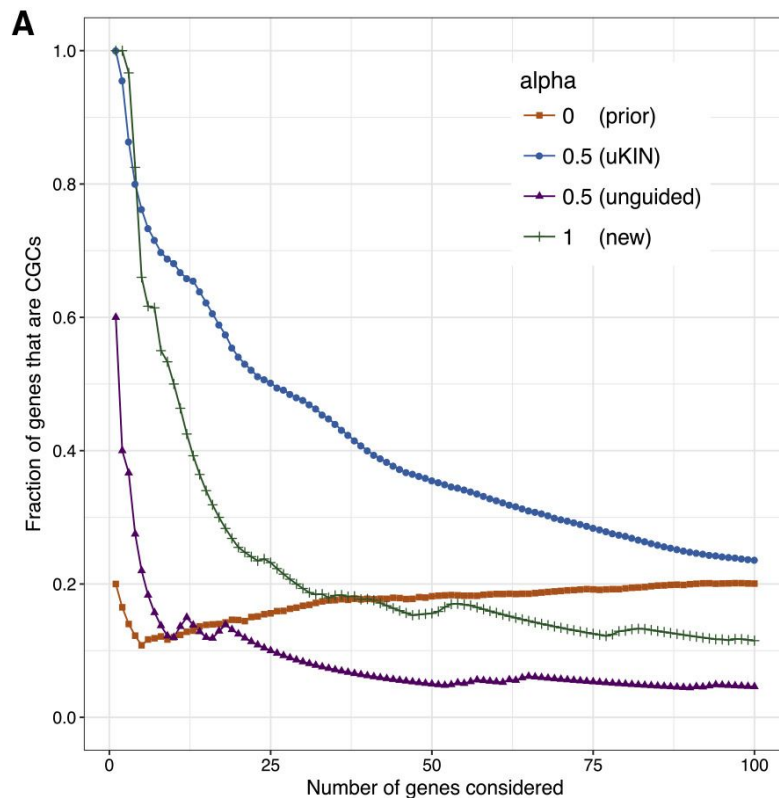 A
alpha
0 (prior)
0.5 (uKIN)
0.5 (unguided)
1 (new)
Fraction of genes that are CGCs
1.0
0.8
0.6
0.4
0.2
0.0
0 25 50 75 100
Number of genes considered